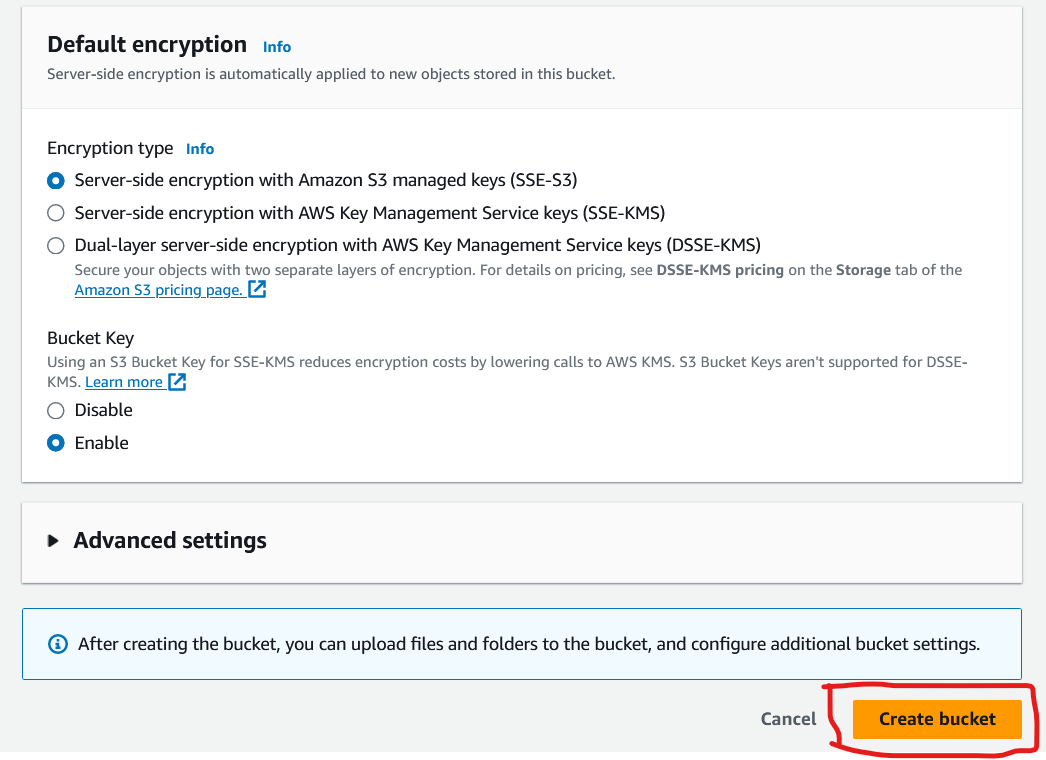 Default encryption Info
Server-side encryption is automatically applied to new objects stored in this bucket.
Encryption type Info
Server-side encryption with Amazon S3 managed keys (SSE-S3)
Server-side encryption with AWS Key Management Service keys (SSE-KMS)
Dual-layer server-side encryption with AWS Key Management Service keys (DSSE-KMS)
Secure your objects with two separate layers of encryption. For details on pricing, see DSSE-KMS pricing on the Storage tab of the
Amazon S3 pricing page.
Bucket Key
Using an S3 Bucket Key for SSE-KMS reduces encryption costs by lowering calls to AWS KMS. S3 Bucket Keys aren't supported for DSSE-
KMS. Learn more
Disable
Enable
Advanced settings
After creating the bucket, you can upload files and folders to the bucket, and configure additional bucket settings.
Cancel Create bucket